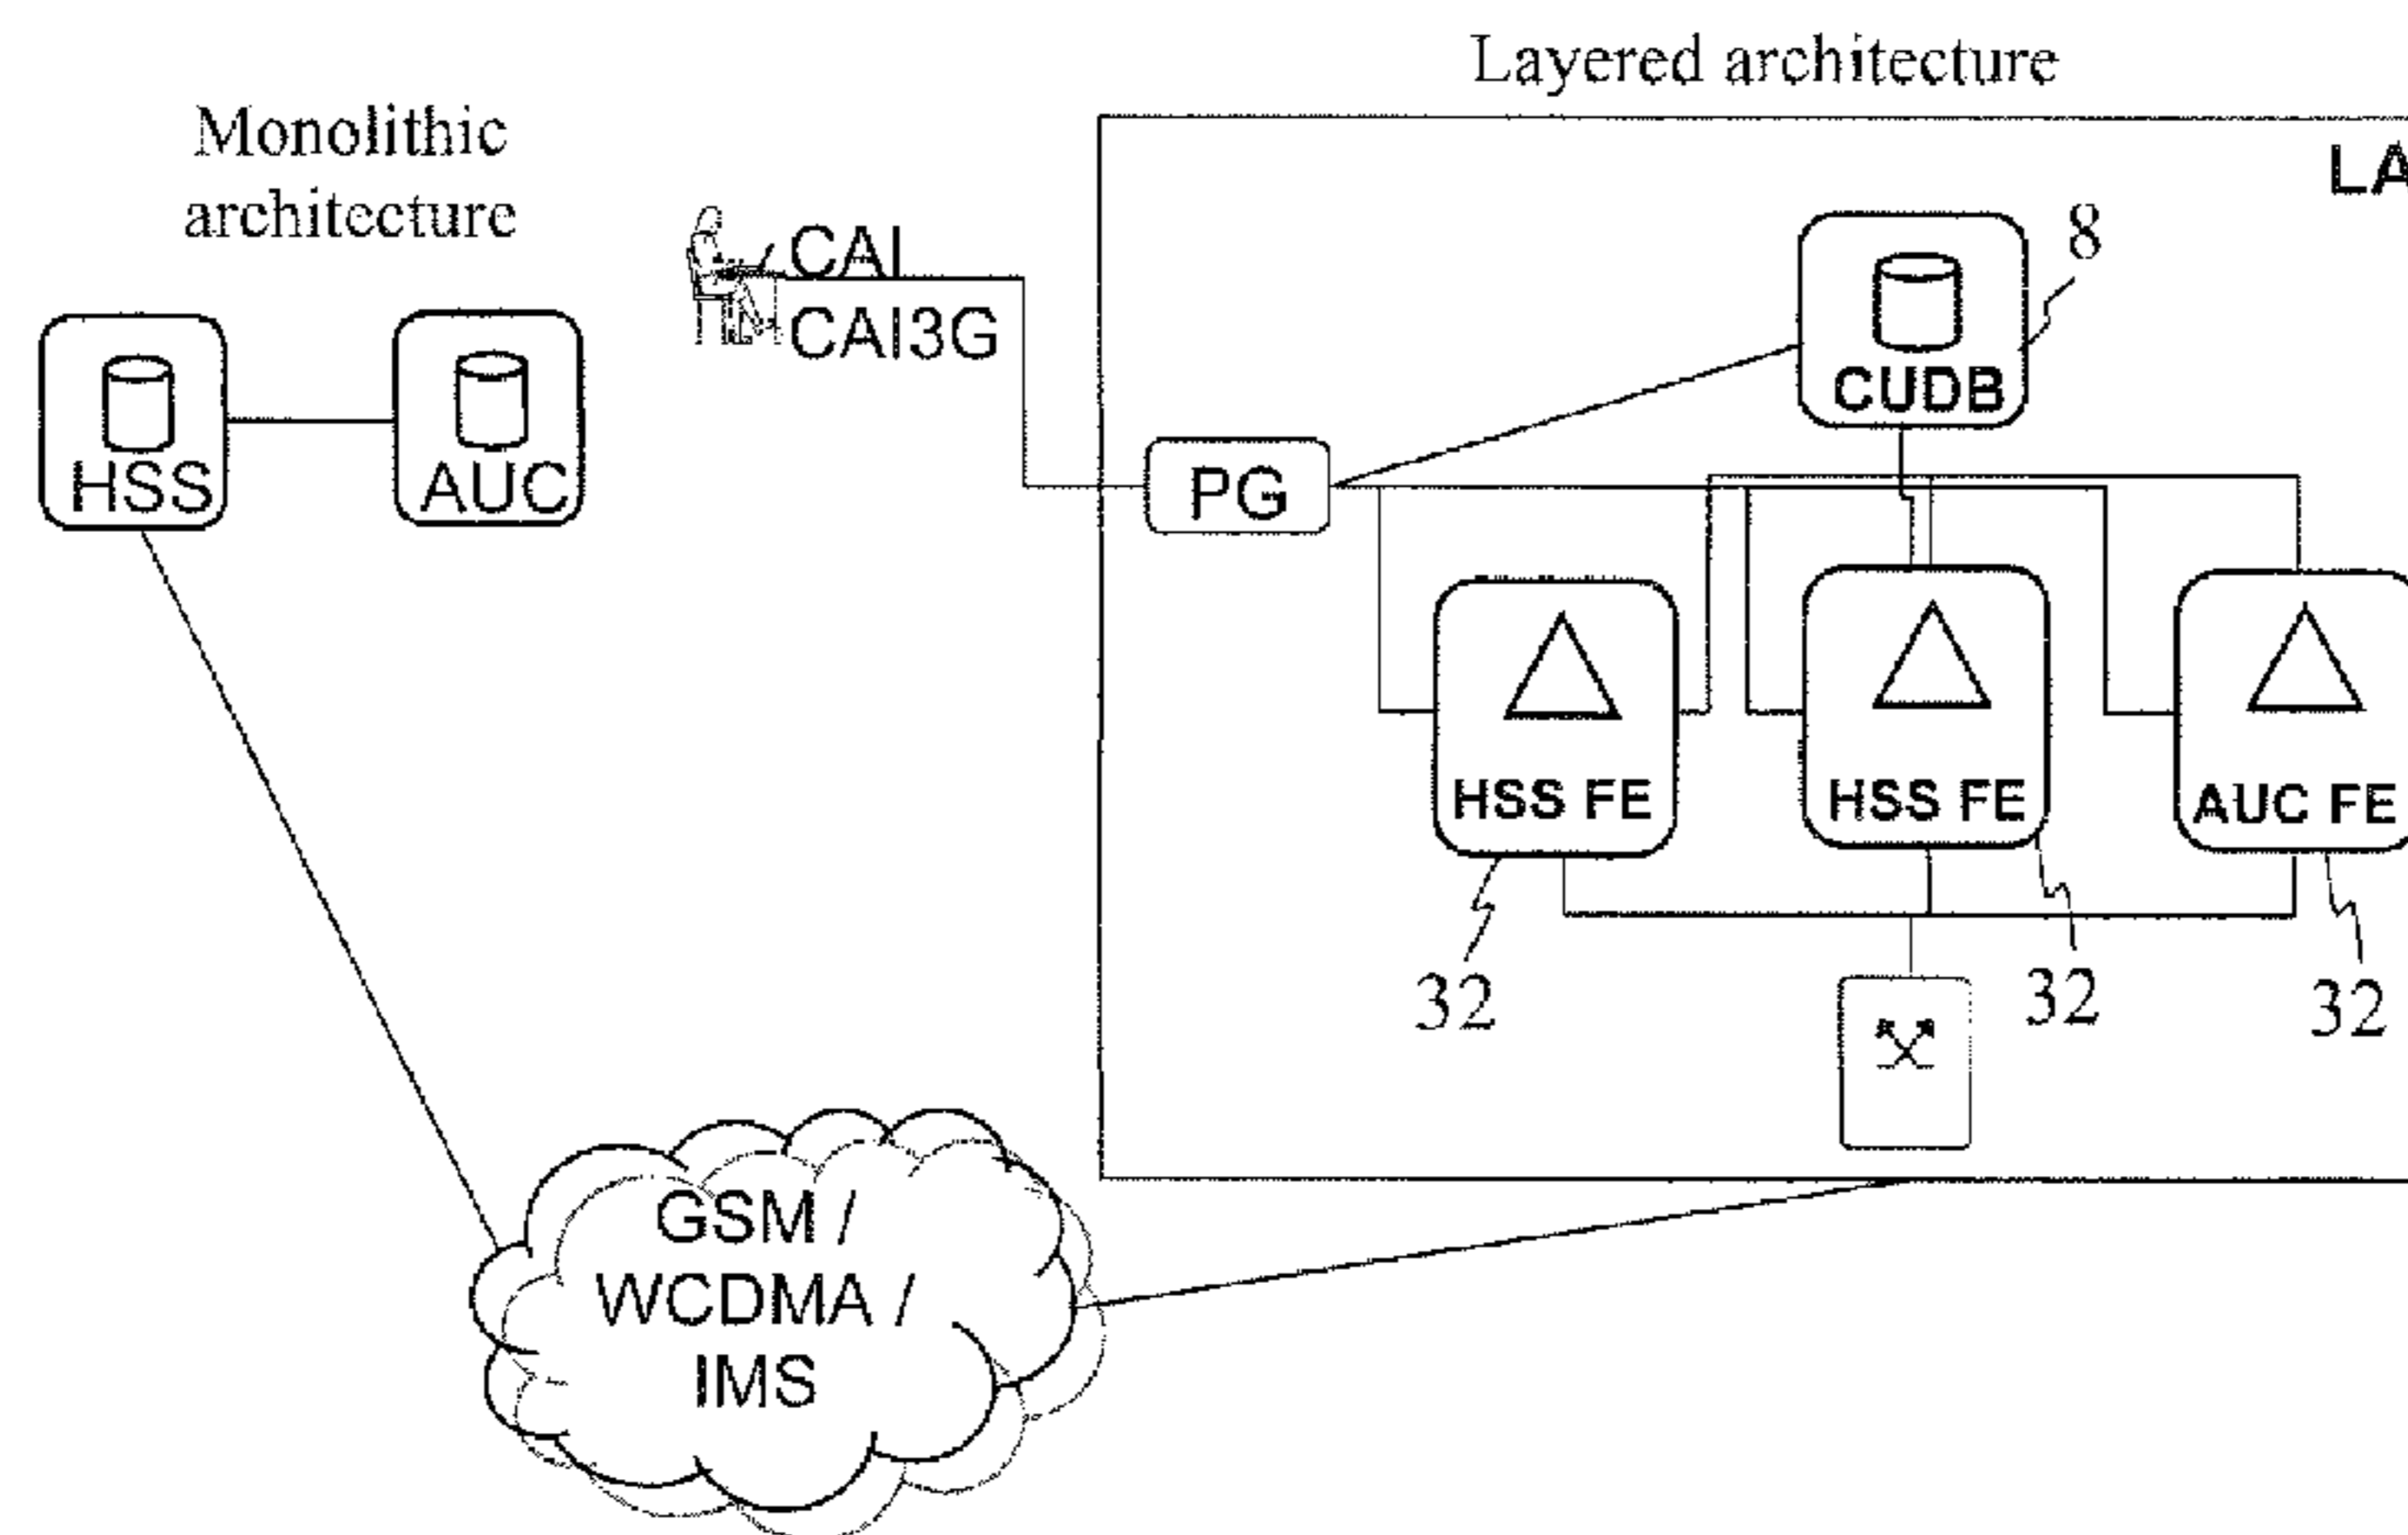 Layered architecture
Monolithic
architecture
LA
8
CAI
CAI3G
CUDB
HSS
AUC
PG
HSS FE
HSS FE
AUC FE
32
32
32
GSM /
WCDMA /
IMS